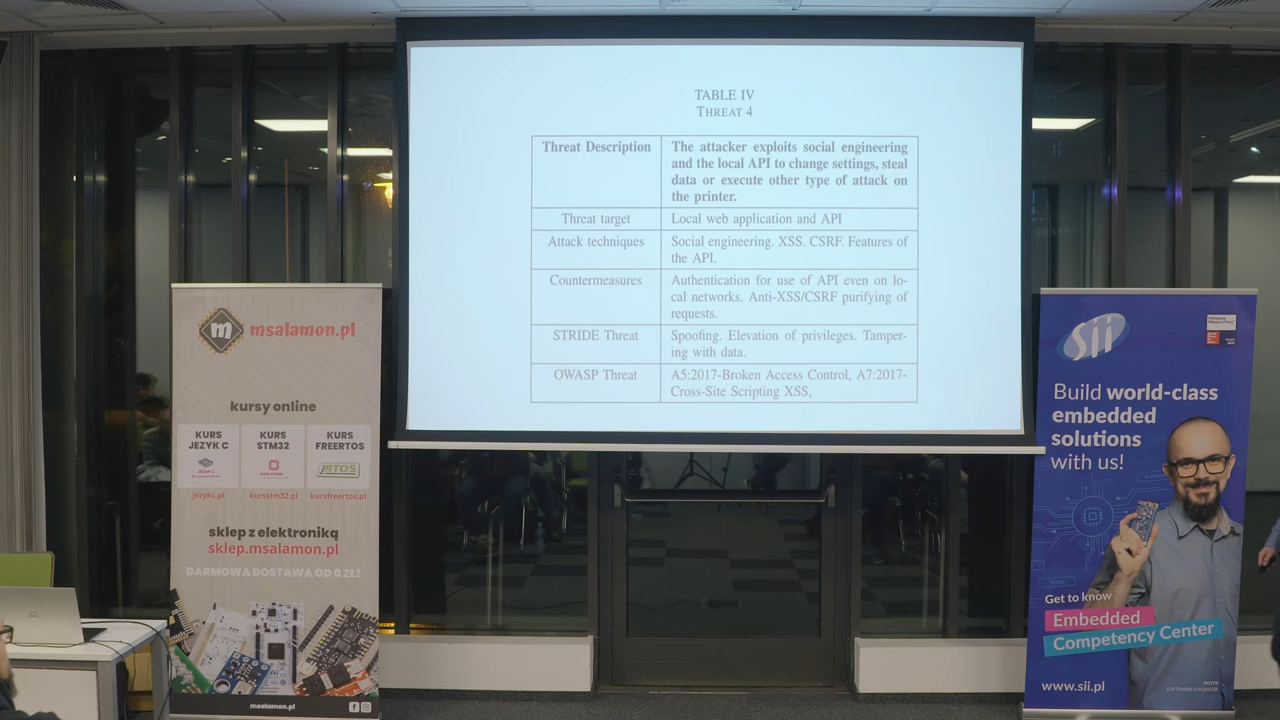 TABLE IV
THREAT 4
Threat Description
The attacker exploits social engineering
and the local API to change settings, steal
data or execute other type of attack on
the printer.
Threat target
Local web application and API
Attack techniques
Social engineering. XSS. CSRF. Features of
the API.
Countermeasures
Authentication for use of API even on lo-
cal networks. Anti-XSS/CSRF purifying of
requests.
STRIDE Threat
Spoofing. Elevation of privileges. Tamper-
ing with data.
OWASP Threat
A5:2017-Broken Access Control, A7:2017-
Cross-Site Scripting XSS,
m msalamon.pl
kursy online
KURS
JEZYK C
KURS
STM32
KURS
FREERTOS
RTOS
jezykc.pl
kursstm32.pl
kursfreertos.pl
sklep z elektroniką
sklep.msalamon.pl
DARMOWA DOSTAWA OD 0 ZŁ!
msalamon.pl
sii
Build world-class
embedded
solutions
with us!
Get to know
Embedded
Competency Center
www.sii.pl
PIOTR
SOFTWARE ENGINEER